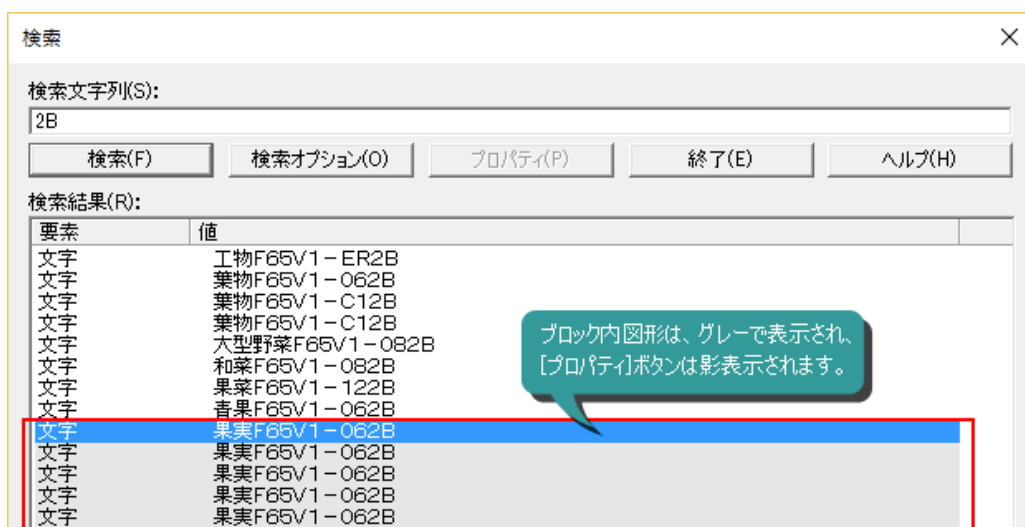 検索
検索文字列(S):
2B
検索(F) 検索オプション(O) プロパティ(P) 終了(E) ヘルプ(H)
検索結果(R):
要素 値
文字 工物F65V1－ER2B
文字 葉物F65V1－062B
文字 葉物F65V1－C12B
文字 葉物F65V1－C12B
文字 大型野菜F65V1－082B
文字 和菜F65V1－082B
文字 果菜F65V1－122B
文字 青果F65V1－062B
文字 果実F65V1－062B
文字 果実F65V1－062B
文字 果実F65V1－062B
文字 果実F65V1－062B
文字 果実F65V1－062B
ブロック内図形は、グレーで表示され、
[プロパティ]ボタンは影表示されます。